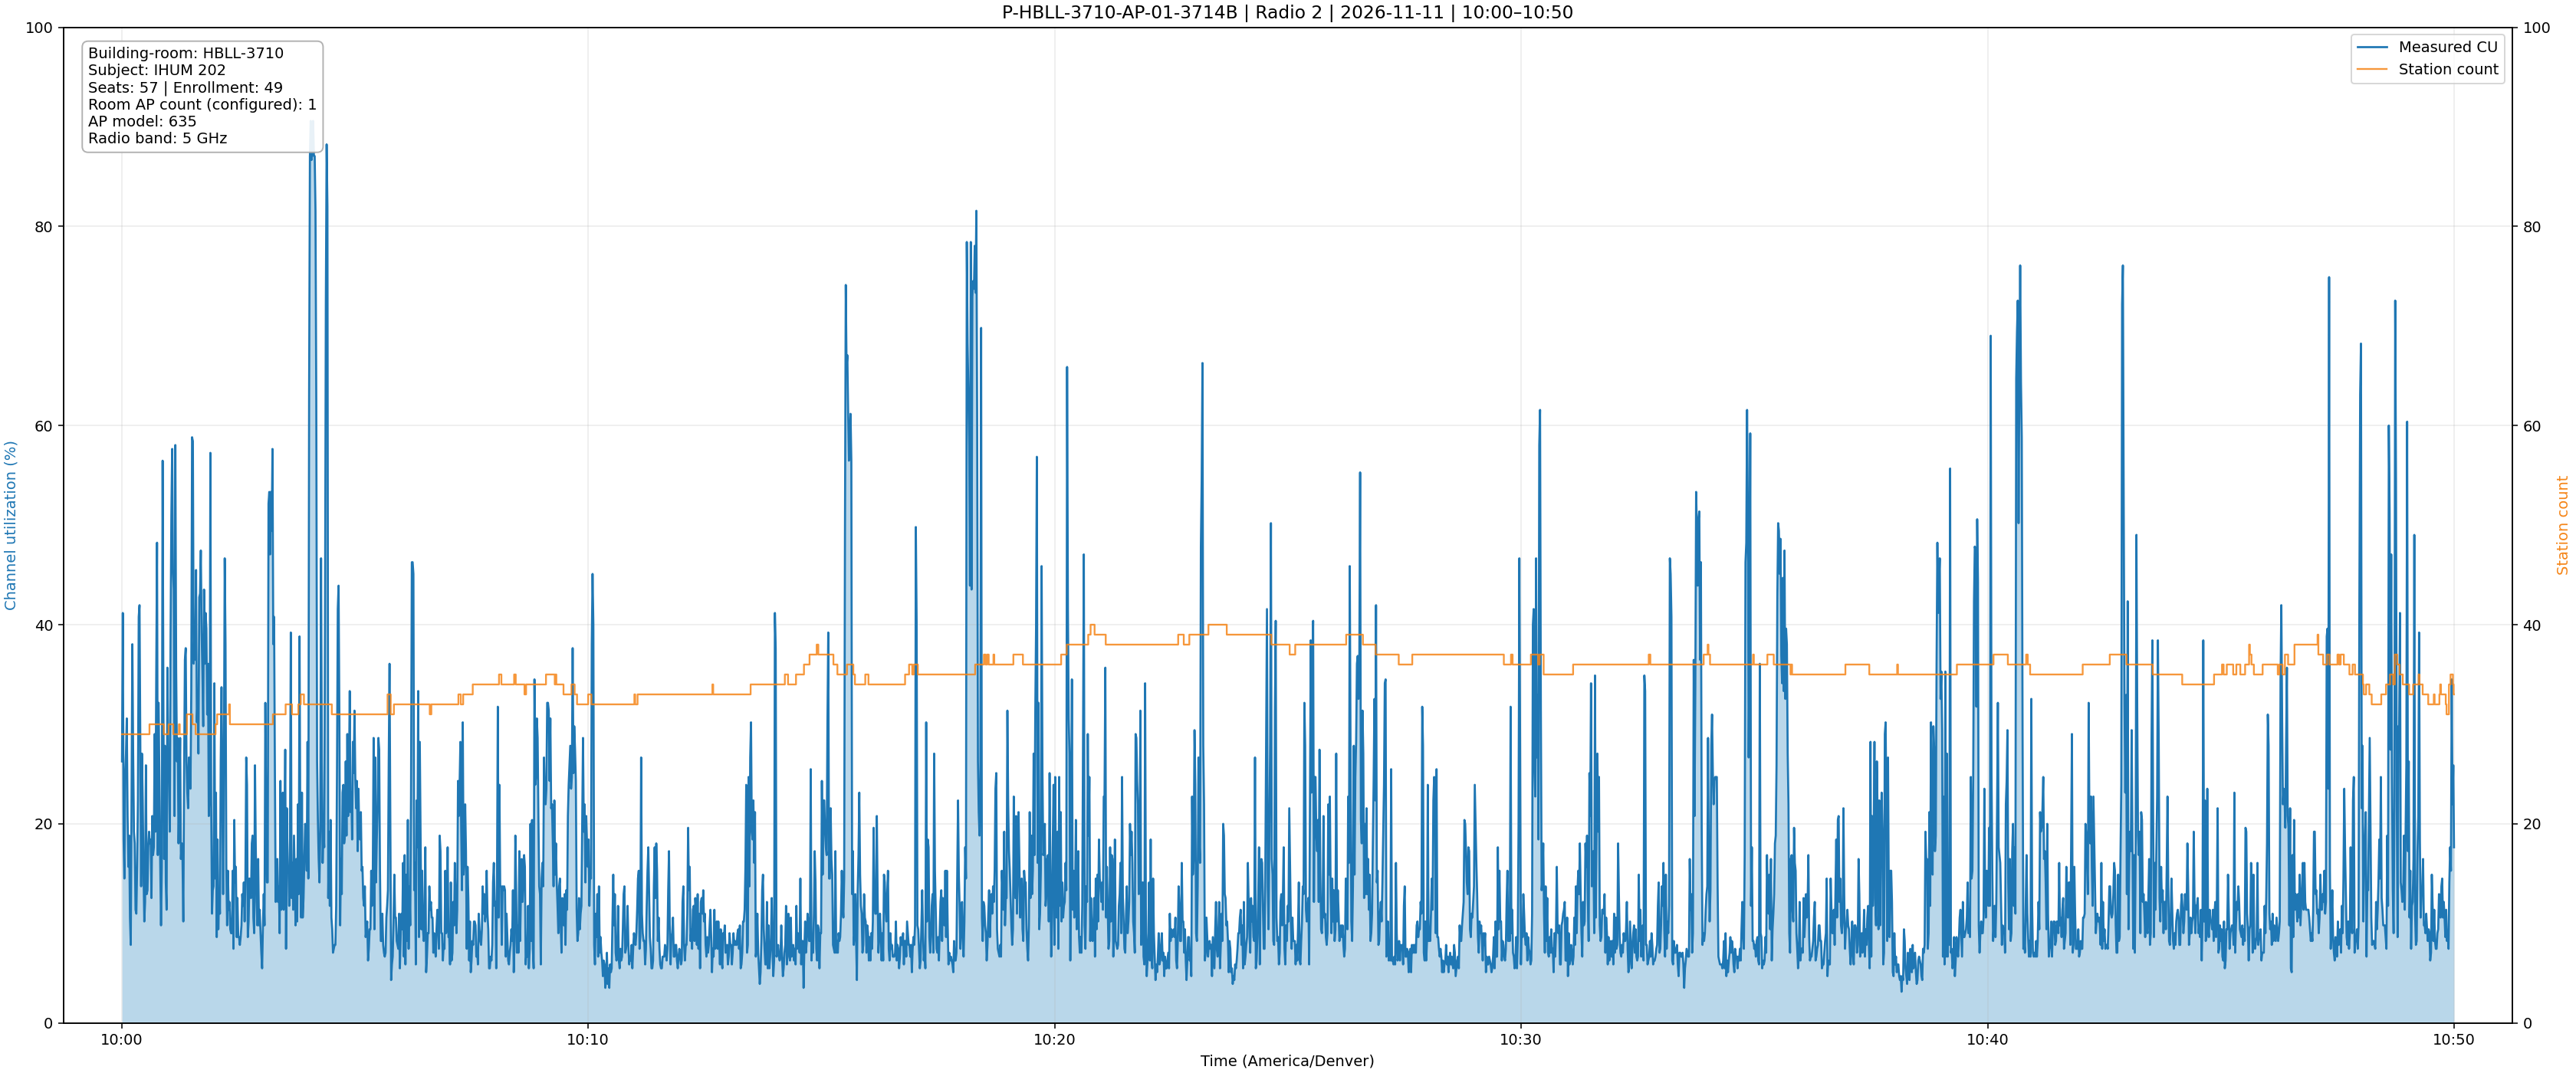 P-HBLL-3710-AP-01-3714B | Radio 2 | 2026-11-11 | 10:00–10:50
Building-room: HBLL-3710
Subject: IHUM 202
Seats: 57 | Enrollment: 49
Room AP count (configured): 1
AP model: 635
Radio band: 5 GHz
Measured CU
Station count
100
80
60
40
20
0
Channel utilization (%)
100
80
60
40
20
0
Station count
10:00
10:10
10:20
10:30
10:40
10:50
Time (America/Denver)